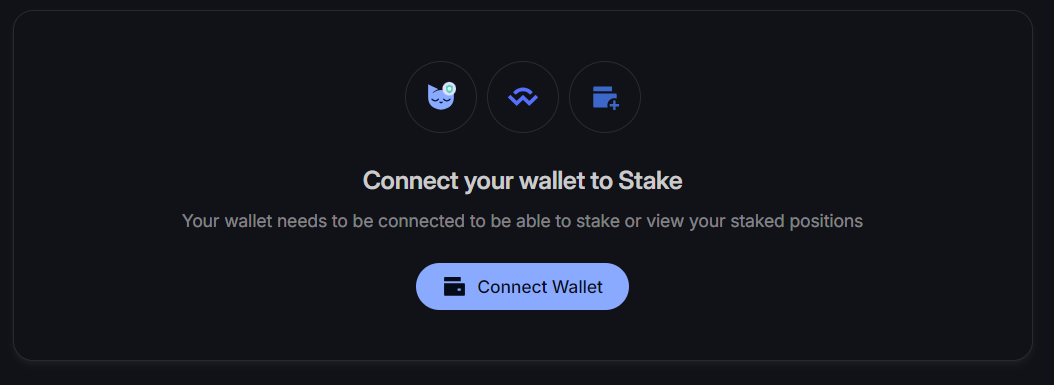 Connect your wallet to Stake
Your wallet needs to be connected to be able to stake or view your staked positions
Connect Wallet